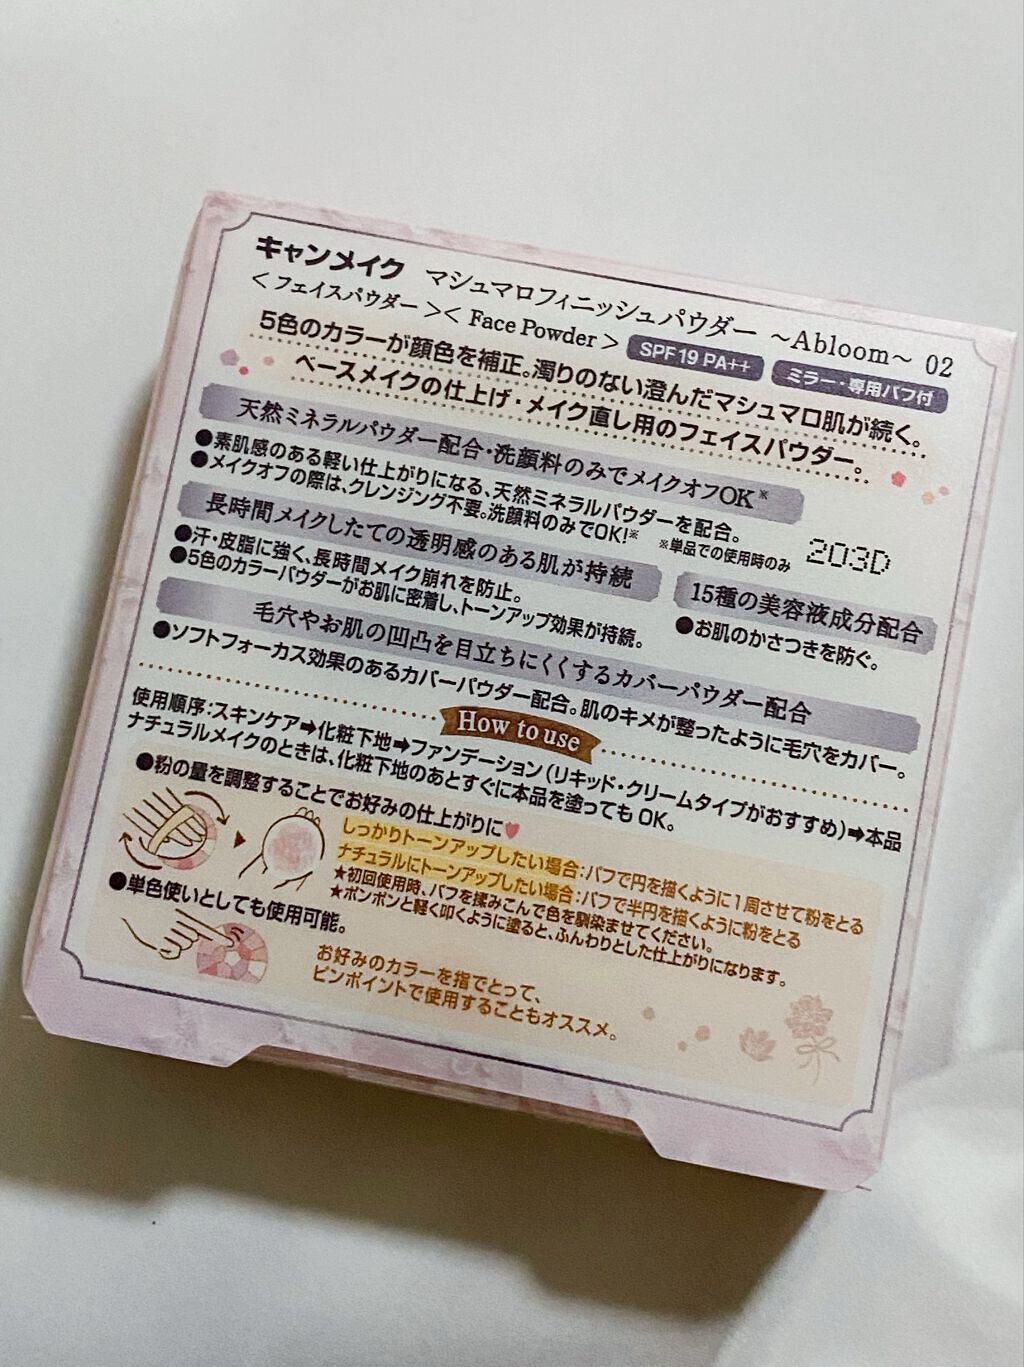 キャンメイク マシュマロフィニッシュパウダー ～Abloom～ 02
＜フェイスパウダー＞＜Face Powder＞ SPF19 PA++ ミラー・専用パフ付
5色のカラーが顔色を補正。濁りのない澄んだマシュマロ肌が続く。
ベースメイクの仕上げ・メイク直し用のフェイスパウダー。
天然ミネラルパウダー配合・洗顔料のみでメイクオフOK※
●素肌感のある軽い仕上がりになる、天然ミネラルパウダーを配合。
●メイクオフの際は、クレンジング不要。洗顔料のみでOK!※ ※単品での使用時のみ
203D
長時間メイクしたての透明感のある肌が持続
●汗・皮脂に強く、長時間メイク崩れを防止。
●5色のカラーパウダーがお肌に密着し、トーンアップ効果が持続。
15種の美容液成分配合
●お肌のかさつきを防ぐ。
毛穴やお肌の凹凸を目立ちにくくするカバーパウダー配合
●ソフトフォーカス効果のあるカバーパウダー配合。肌のキメが整ったように毛穴をカバー。
How to use
使用順序:スキンケア➡化粧下地➡ファンデーション(リキッド・クリームタイプがおすすめ)➡本品
ナチュラルメイクのときは、化粧下地のあとすぐに本品を塗ってもOK。
●粉の量を調整することでお好みの仕上がりに♥
しっかりトーンアップしたい場合:パフで円を描くように1周させて粉をとる
ナチュラルにトーンアップしたい場合:パフで半円を描くように粉をとる
★初回使用時、パフを揉みこんで色を馴染ませてください。
★ポンポンと軽く叩くように塗ると、ふんわりとした仕上がりになります。
●単色使いとしても使用可能。
お好みのカラーを指でとって、
ピンポイントで使用することもオススメ。